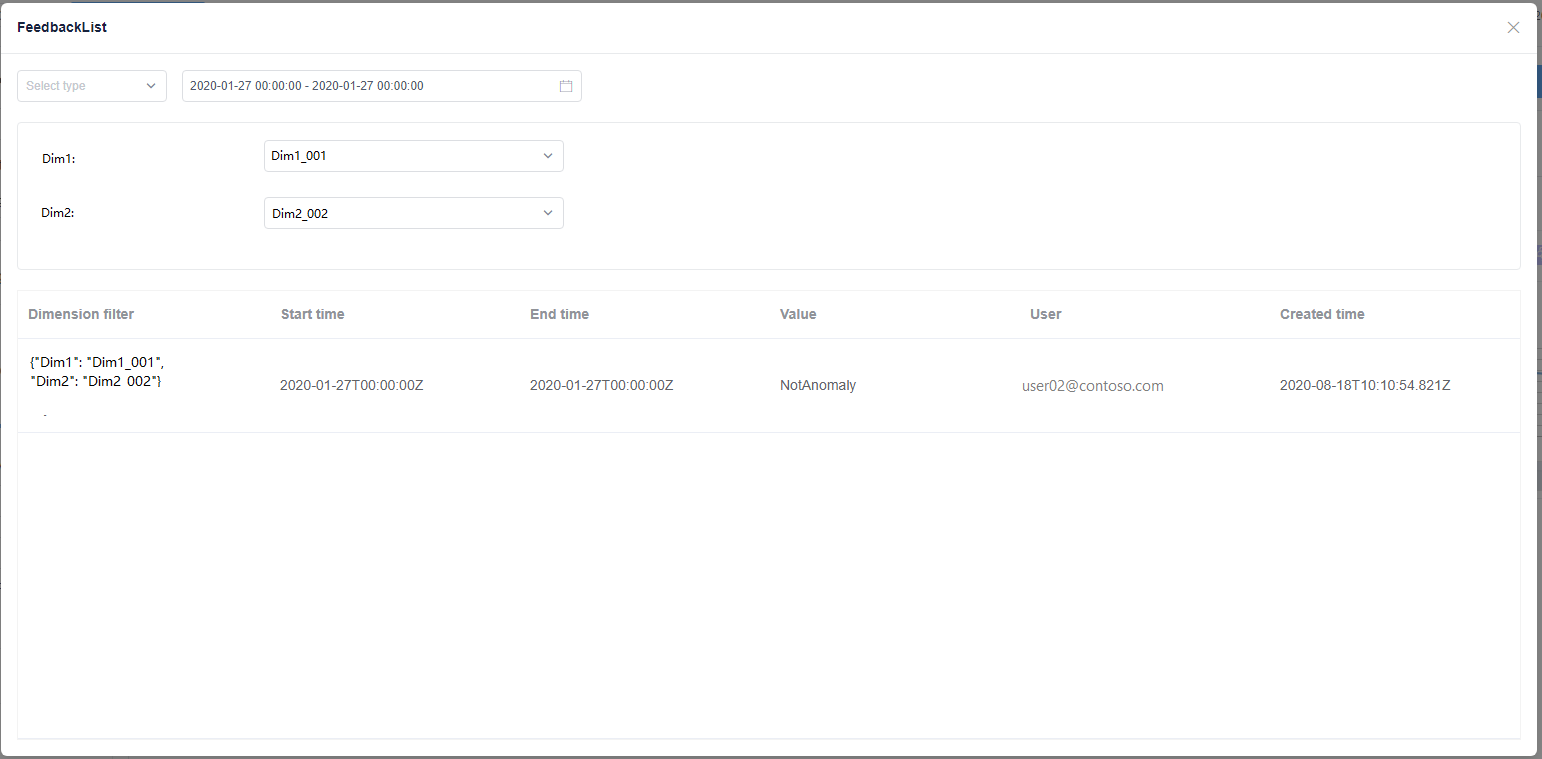 FeedbackList
Select type
2020-01-27 00:00:00 - 2020-01-27 00:00:00
Dim1:
Dim1_001
Dim2:
Dim2_002
Dimension filter Start time End time Value User Created time
{"Dim1": "Dim1_001",
"Dim2": "Dim2 002"}
2020-01-27T00:00:00Z 2020-01-27T00:00:00Z NotAnomaly user02@contoso.com 2020-08-18T10:10:54.821Z